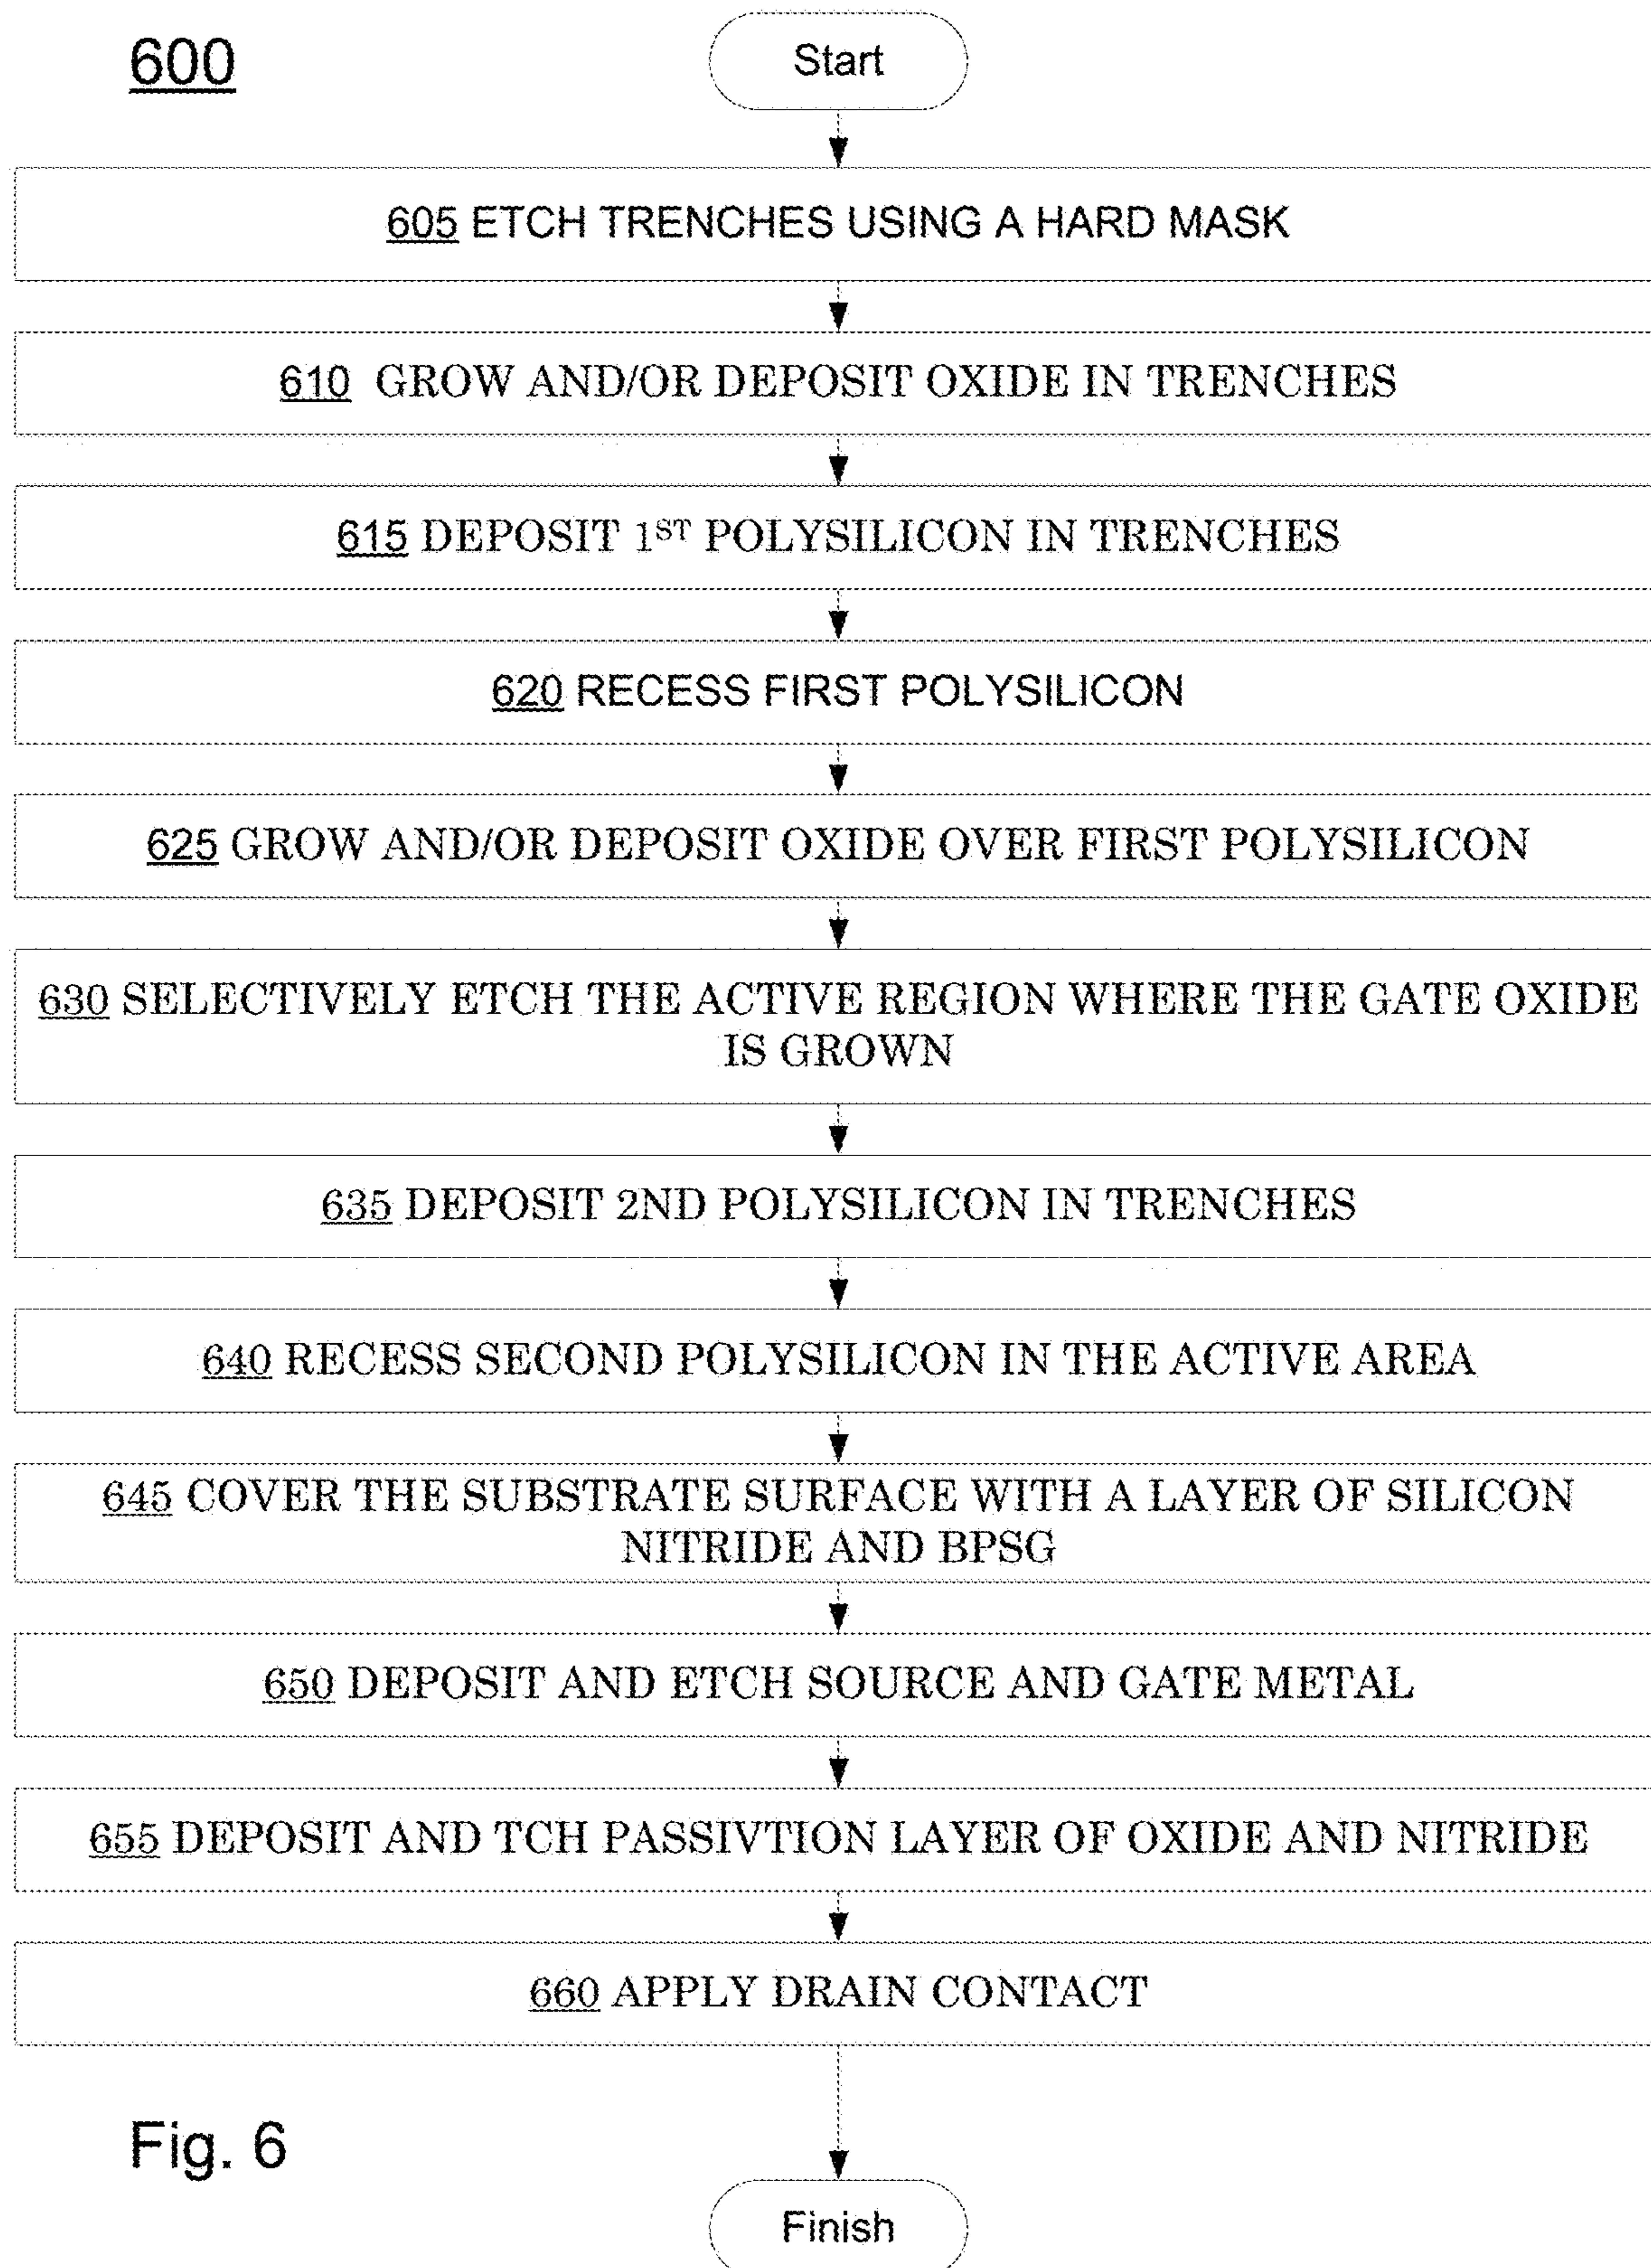 600
Start
605 ETCH TRENCHES USING A HARD MASK
610 GROW AND/OR DEPOSIT OXIDE IN TRENCHES
615 DEPOSIT 1ST POLYSILICON IN TRENCHES
620 RECESS FIRST POLYSILICON
625 GROW AND/OR DEPOSIT OXIDE OVER FIRST POLYSILICON
630 SELECTIVELY ETCH THE ACTIVE REGION WHERE THE GATE OXIDE
IS GROWN
635 DEPOSIT 2ND POLYSILICON IN TRENCHES
640 RECESS SECOND POLYSILICON IN THE ACTIVE AREA
645 COVER THE SUBSTRATE SURFACE WITH A LAYER OF SILICON
NITRIDE AND BPSG
650 DEPOSIT AND ETCH SOURCE AND GATE METAL
655 DEPOSIT AND TCH PASSIVTION LAYER OF OXIDE AND NITRIDE
660 APPLY DRAIN CONTACT
Fig. 6
Finish